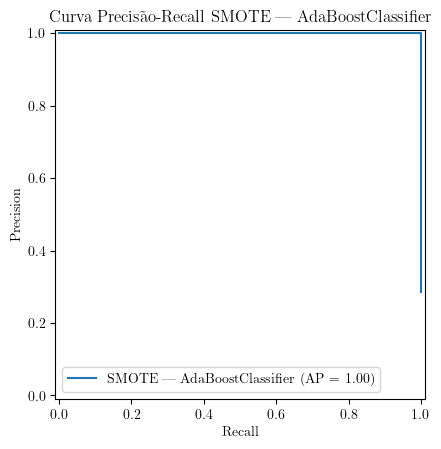 Curva Precisão-Recall SMOTE — AdaBoostClassifier
1.0
0.8
0.6
0.4
0.2
0.0
Precision
SMOTE — AdaBoostClassifier (AP = 1.00)
0.0 0.2 0.4 0.6 0.8 1.0
Recall